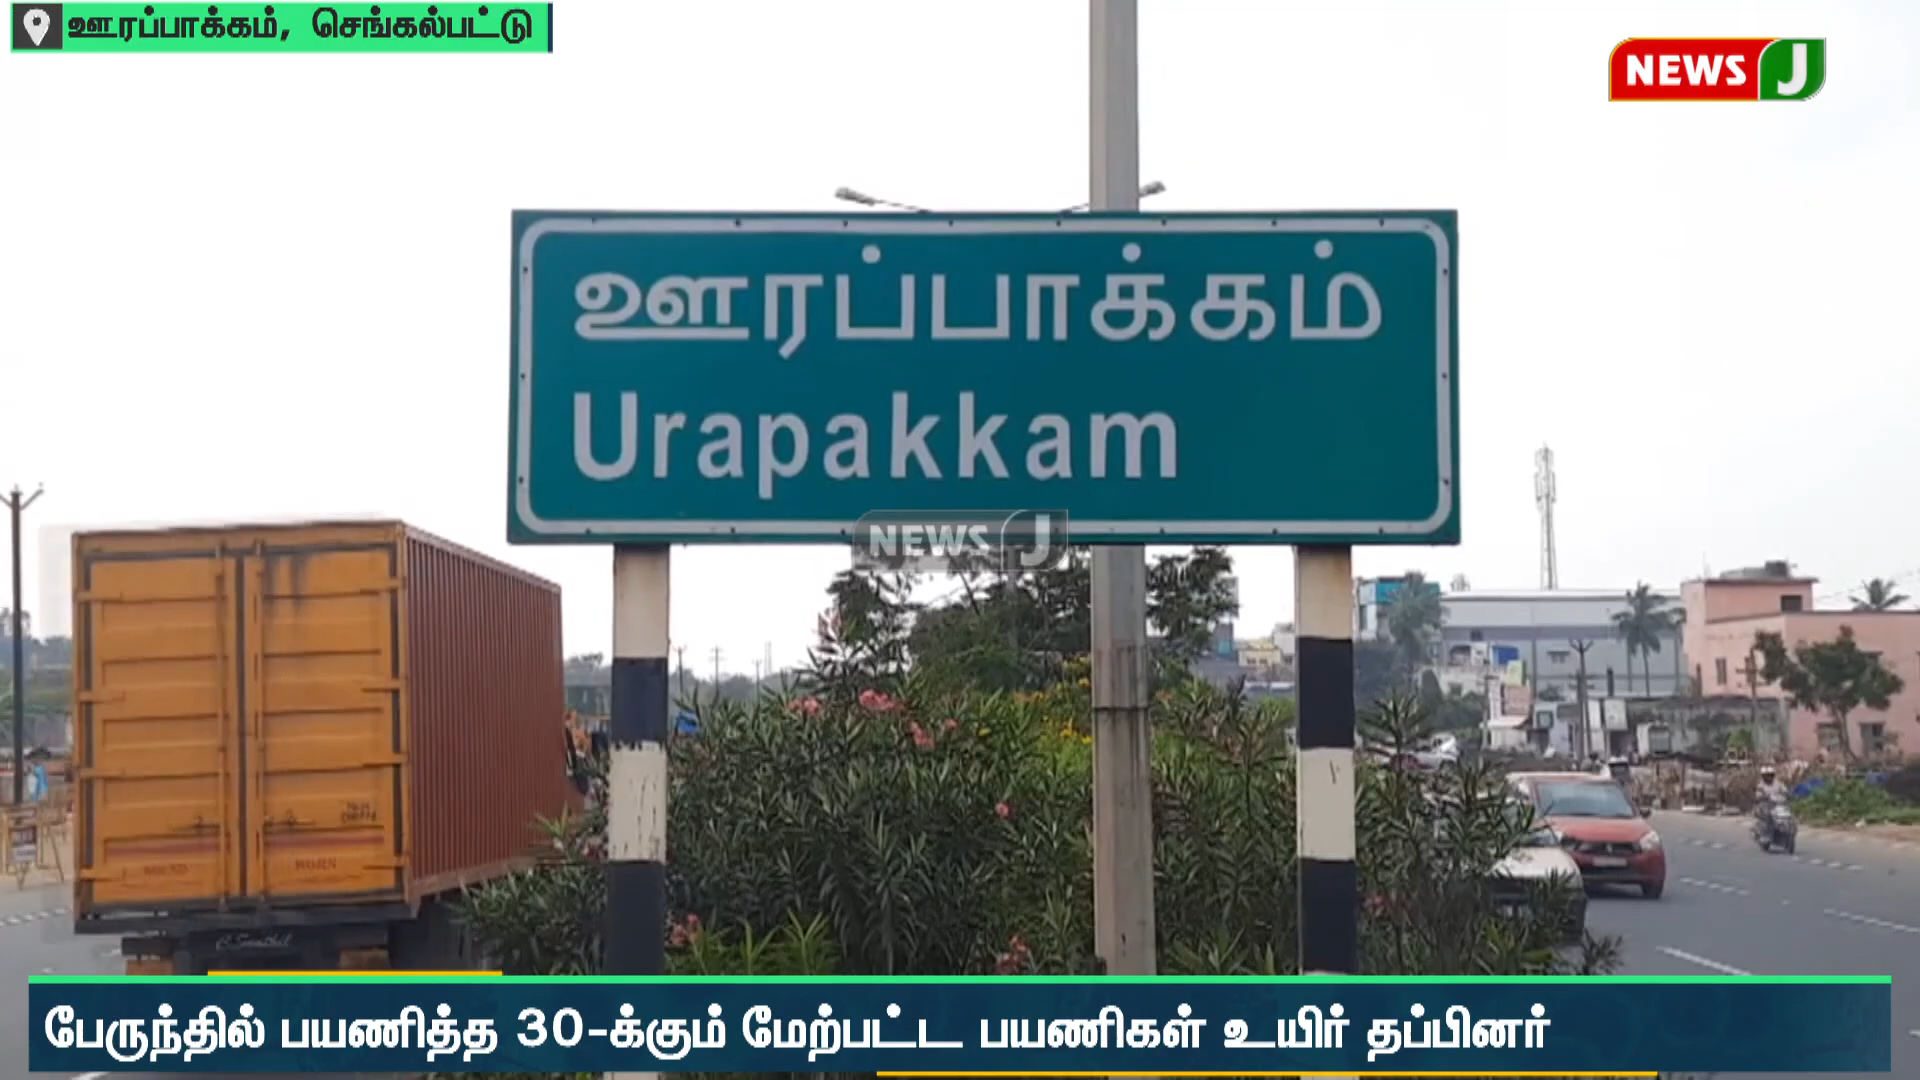 ஊரப்பாக்கம், செங்கல்பட்டு
NEWS J
ஊரப்பாக்கம்
Urapakkam
NEWS J
பேருந்தில் பயணித்த 30-க்கும் மேற்பட்ட பயணிகள் உயிர் தப்பினர்